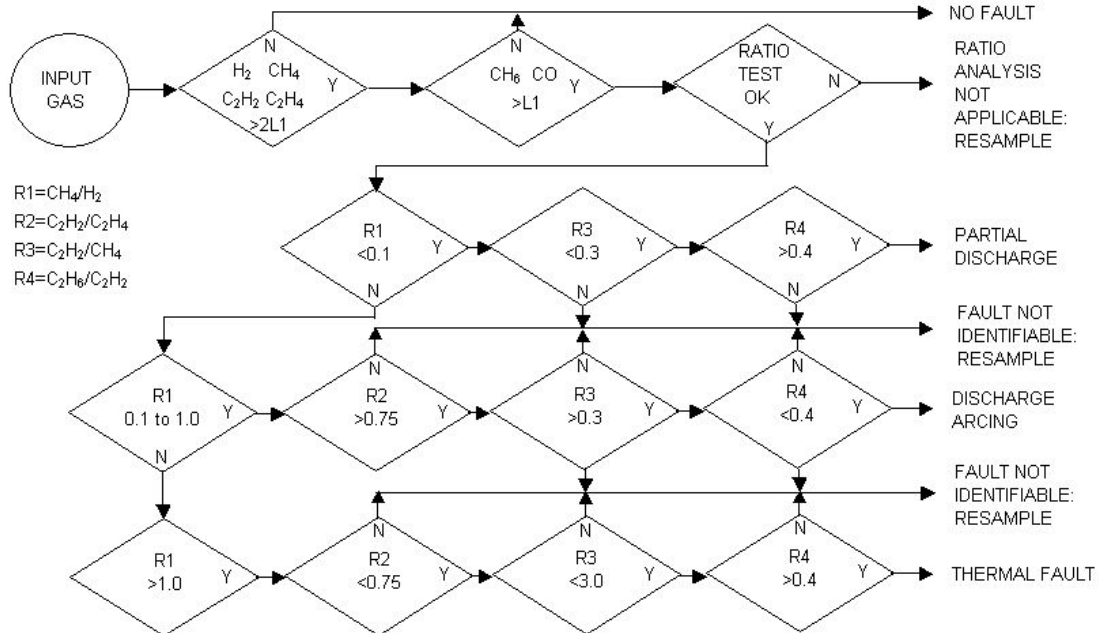 NO FAULT
INPUT
GAS
N
H₂ CH₄
Y
C₂H₂ C₂H₄
>2L1
N
CH₆ CO
Y
>L1
RATIO
TEST
OK
N
Y
RATIO
ANALYSIS
NOT
APPLICABLE:
RESAMPLE
R1=CH₄/H₂
R2=C₂H₂/C₂H₄
R3=C₂H₂/CH₄
R4=C₂H₆/C₂H₂
R1
<0.1
Y
N
R3
<0.3
Y
N
R4
>0.4
Y
N
PARTIAL
DISCHARGE
FAULT NOT
IDENTIFIABLE:
RESAMPLE
R1
0.1 to 1.0
Y
N
N
R2
>0.75
Y
N
R3
>0.3
Y
N
R4
<0.4
Y
DISCHARGE
ARCING
FAULT NOT
IDENTIFIABLE:
RESAMPLE
R1
>1.0
Y
N
R2
<0.75
Y
N
R3
<3.0
Y
N
R4
>0.4
Y
THERMAL FAULT